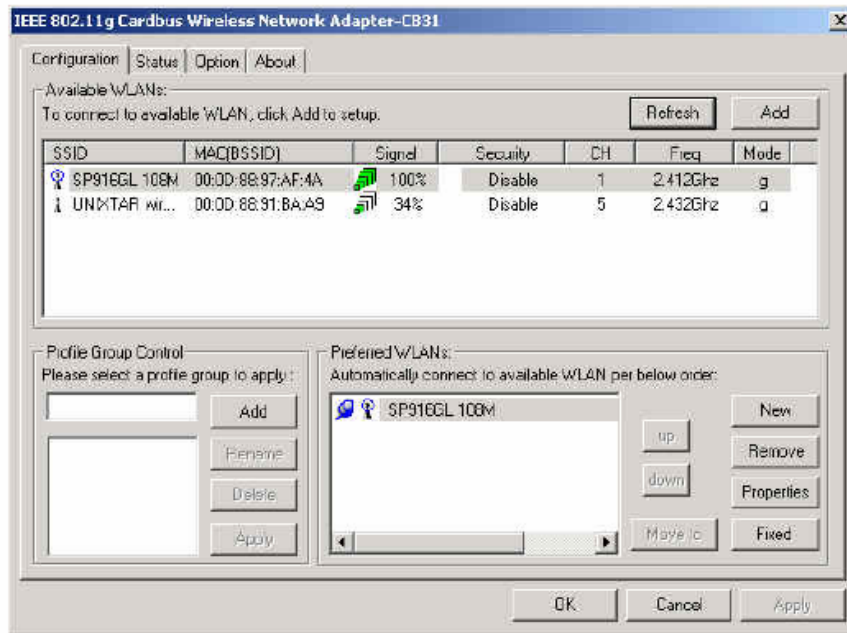 IEEE 802.11g Cardbus Wireless Network Adapter-CB31
Configuration Status Option About
Available WLANs:
To connect to available WLAN, click Add to setup.
Refresh Add
SSID MAC(BSSID) Signal Security CH Freq Mode
SP916GL 108M 00:0D:88:97:AF:4A 100% Disable 1 2.412Ghz g
UNIXTAR wir... 00:0D:88:91:BA:A9 34% Disable 5 2.432Ghz g
Profile Group Control
Please select a profile group to apply :
Add
Rename
Delete
Apply
Preferred WLANs:
Automatically connect to available WLAN per below order:
SP916GL 108M
up
down
Move to
New
Remove
Properties
Fixed
OK Cancel Apply